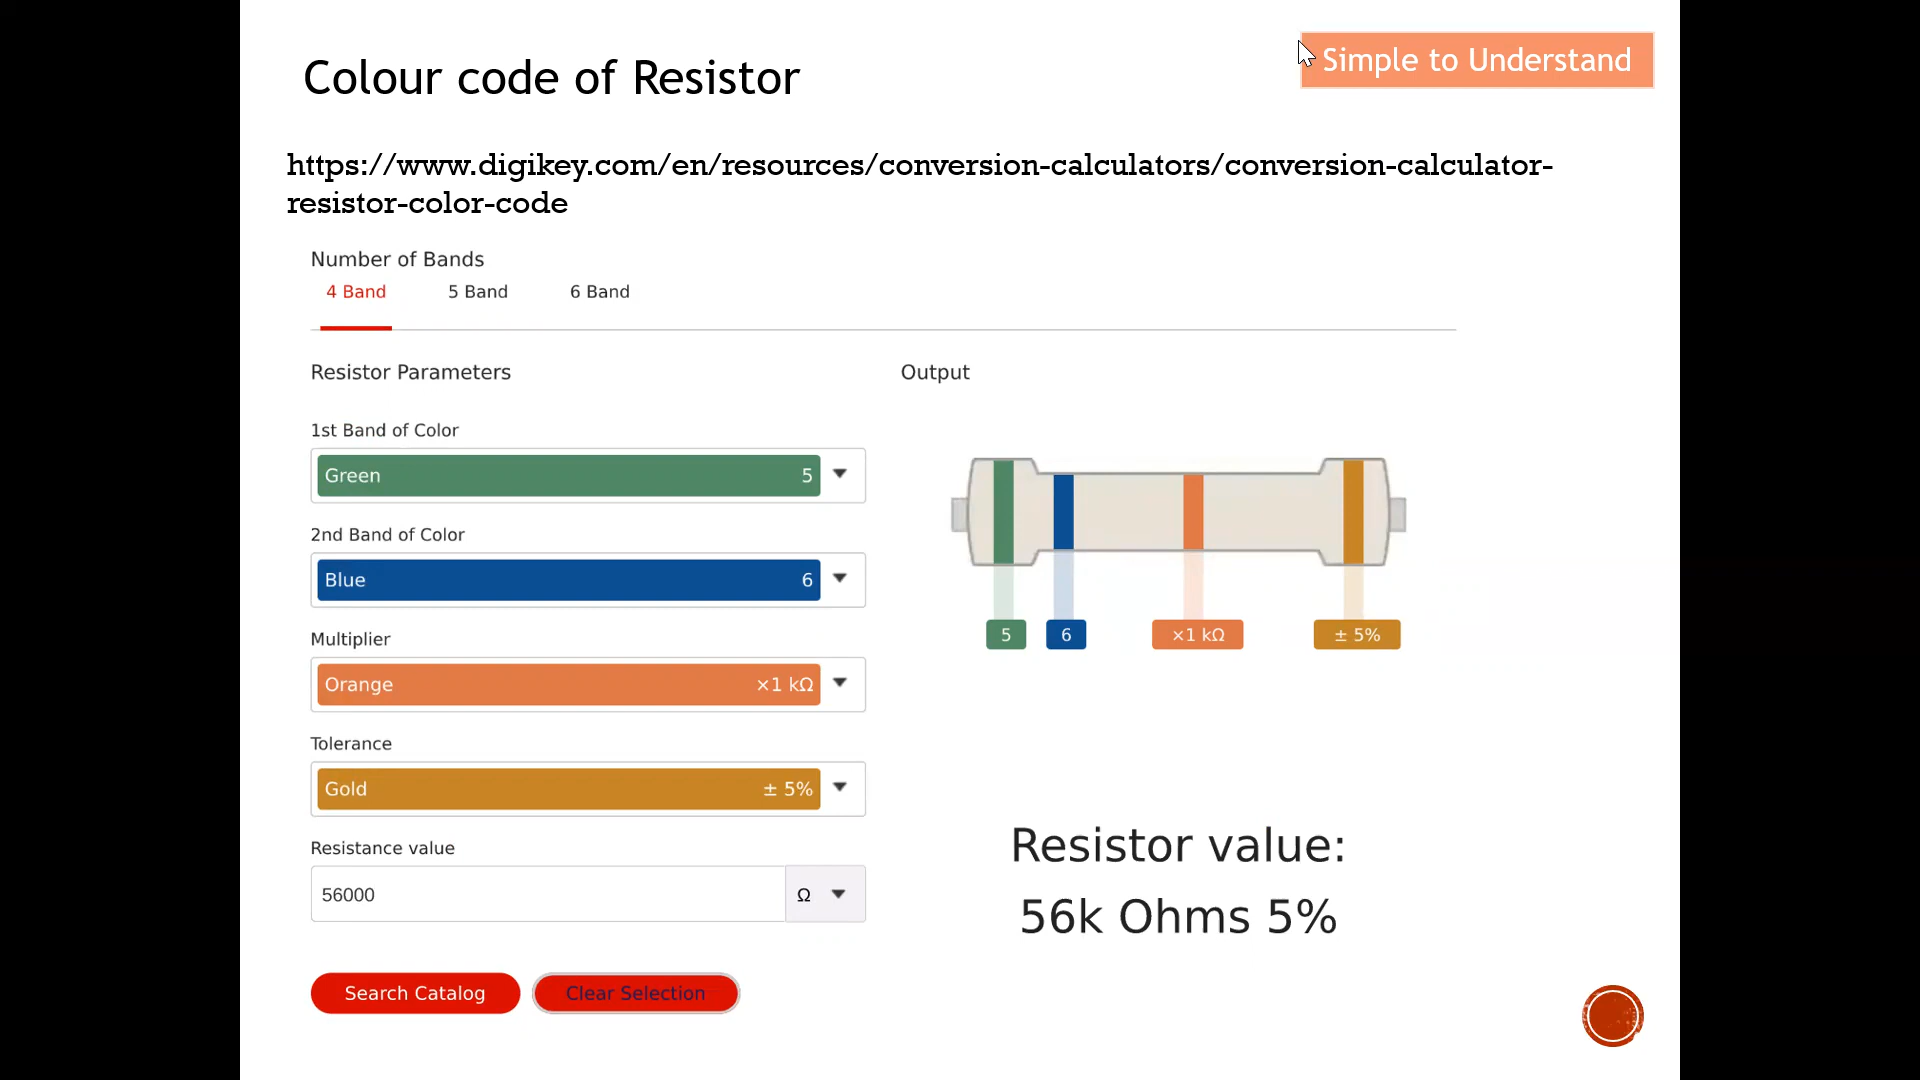 Colour code of Resistor
Simple to Understand
https://www.digikey.com/en/resources/conversion-calculators/conversion-calculator-
resistor-color-code
Number of Bands
4 Band 5 Band 6 Band
Resistor Parameters
Output
1st Band of Color
Green 5
2nd Band of Color
Blue 6
Multiplier
Orange ×1 kΩ
Tolerance
Gold ± 5%
Resistance value
56000 Ω
Search Catalog Clear Selection
5 6 ×1 kΩ ± 5%
Resistor value:
56k Ohms 5%